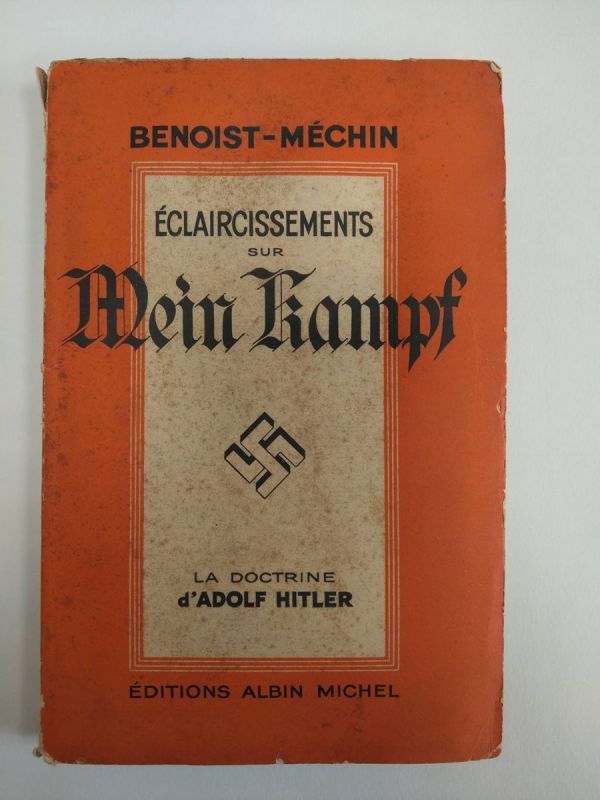 BENOIST-MÉCHIN
ÉCLAIRCISSEMENTS
SUR
Mein Kampf
LA DOCTRINE
d'ADOLF HITLER
ÉDITIONS ALBIN MICHEL